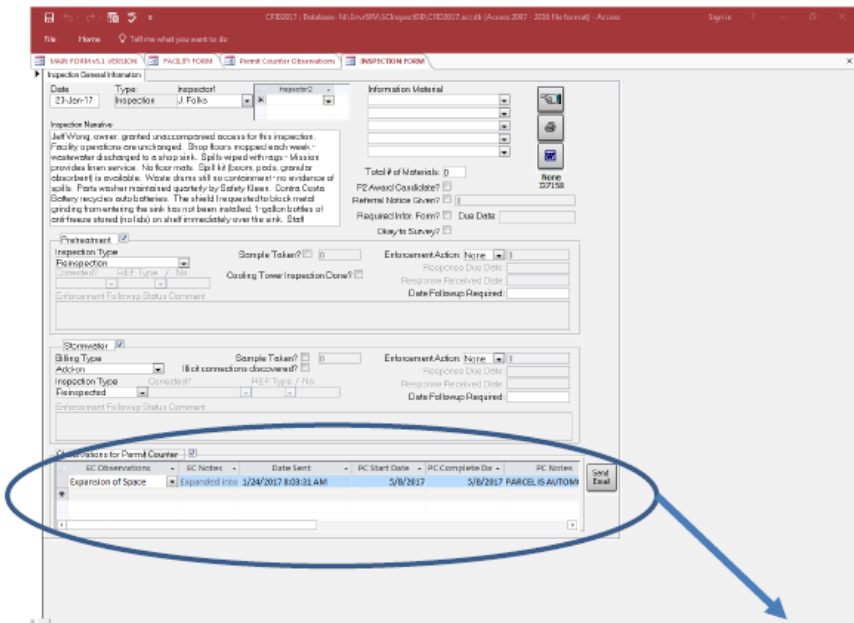 CFID2017 : Database- N:\EnvrSRV\SCInspectDB\CFID2017.accdb (Access 2007 - 2016 file format) - Access
Sign in ?
File Home Tell me what you want to do
MAIN FORM v5.1 VERSION FACILITY FORM Permit Counter Observations INSPECTION FORM
Inspection General Information
Date Type: Inspector1 Inspector2 Information Material
23-Jan-17 Inspection J. Folks
Inspection Narrative
Jeff Wong, owner, granted unaccompanied access for this inspection.
Facility operations are unchanged. Shop floors mopped each week -
wastewater discharged to a shop sink. Spills wiped with rags - Mission
provides linen service. No floor mats. Spill kit (boom, pads, granular
absorbent) is available. Waste drums still no containment - no evidence of
spills. Parts washer maintained quarterly by Safety Kleen. Contra Costa
Battery recycles auto batteries. The shield I requested to block metal
grinding from entering the sink has not been installed, 1-gallon bottles of
antifreeze stored (no lids) on shelf immediately over the sink. Staff
Total # of Materials: 0
None
P2 Award Candidate?
Referral Notice Given?
Required Infor. Form? Due Date:
Okay to Survey?
Pretreatment
Inspection Type Sample Taken? 0 Enforcement Action: None
Reinspection Response Due Date:
Corrected? REF Type / No. Cooling Tower Inspection Done? Response Received Date:
Enforcement Followup Status Comment Date Followup Required:
Stormwater
Billing Type Sample Taken? 0 Enforcement Action: None
Add-on Illicit connections discovered? Response Due Date:
Inspection Type Corrected? REF Type / No. Response Received Date:
Reinspected Date Followup Required:
Enforcement Followup Status Comment
Observations for Permit Counter
EC Observations EC Notes Date Sent PC Start Date PC Complete Da PC Notes
Expansion of Space Expanded into 1/24/2017 8:03:31 AM 5/8/2017 5/8/2017 PARCEL IS AUTOM
Send
Email